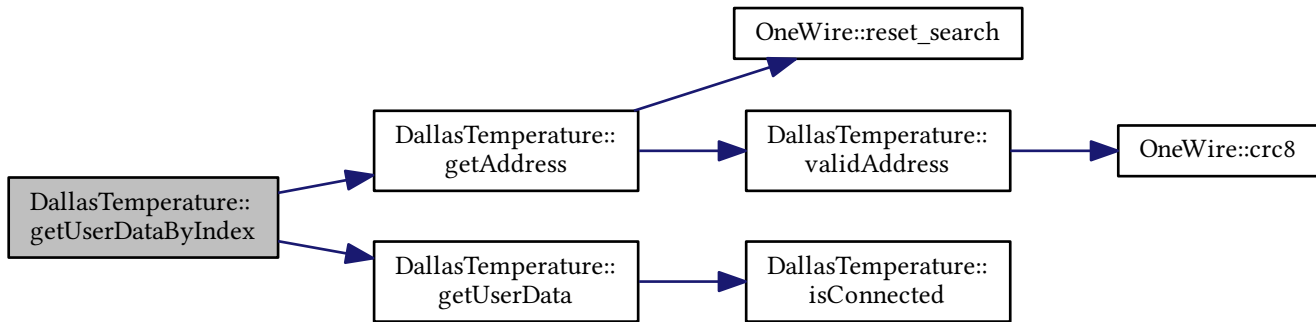 OneWire::reset_search
DallasTemperature::
getAddress
DallasTemperature::
validAddress
OneWire::crc8
DallasTemperature::
getUserDataByIndex
DallasTemperature::
getUserData
DallasTemperature::
isConnected